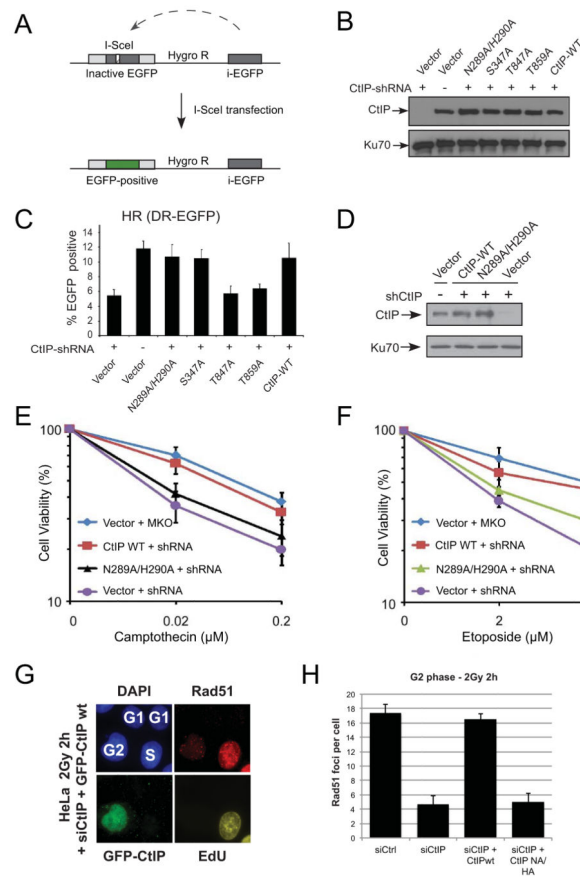 A
I-SceI
Hygro R
Inactive EGFP
i-EGFP
I-SceI transfection
Hygro R
EGFP-positive
i-EGFP
B
Vector
Vector
N289A/H290A
S347A
T847A
T859A
CtIP-WT
CtIP-shRNA + - + + + + +
CtIP
Ku70
C
HR (DR-EGFP)
% EGFP positive
14
12
10
8
6
4
2
0
CtIP-shRNA + - + + + + +
Vector
Vector
N289A/H290A
S347A
T847A
T859A
CtIP-WT
D
Vector
CtIP-WT
N289A/H290A
Vector
shCtIP - + + +
CtIP
Ku70
E
Cell Viability (%)
100
10
Vector + MKO
CtIP WT + shRNA
N289A/H290A + shRNA
Vector + shRNA
0 0.02 0.2
Camptothecin (µM)
F
Cell Viability (%)
100
10
Vector + MKO
CtIP WT + shRNA
N289A/H290A + shRNA
Vector + shRNA
0 2
Etoposide (µM)
G
DAPI Rad51
HeLa 2Gy 2h
+ siCtIP + GFP-CtIP wt
G1 G1
G2 S
GFP-CtIP EdU
H
G2 phase - 2Gy 2h
Rad51 foci per cell
20
18
16
14
12
10
8
6
4
2
0
siCtrl siCtIP siCtIP + CtIPwt siCtIP + CtIP NA/HA